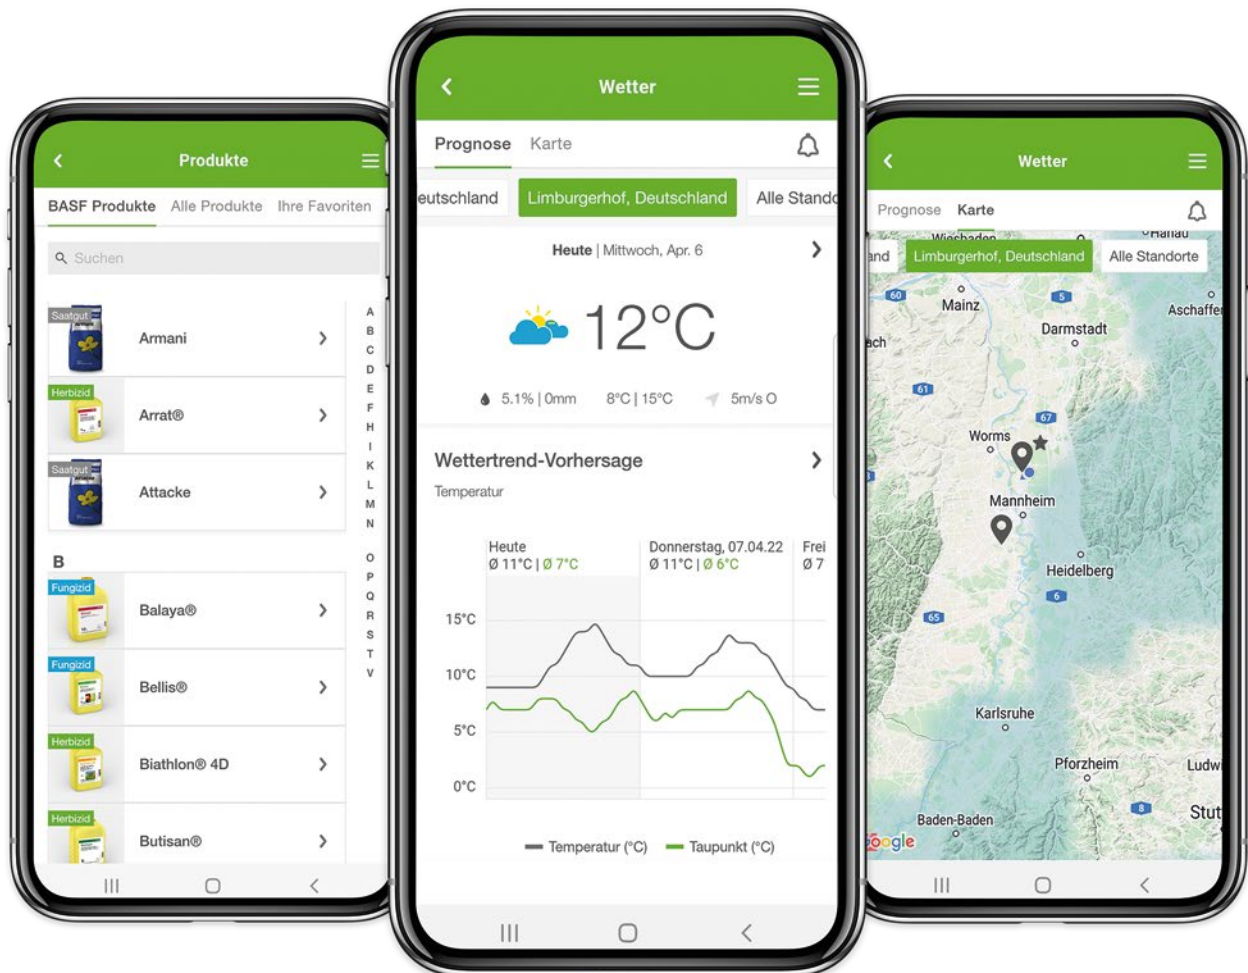 Produkte
BASF Produkte Alle Produkte Ihre Favoriten
Suchen
Saatgut
Armani
Herbizid
Arrat®
Saatgut
Attacke
B
Fungizid
Balaya®
Fungizid
Bellis®
Herbizid
Biathlon® 4D
Herbizid
Butisan®
A
B
C
D
E
F
H
I
K
L
M
N
O
P
Q
R
S
T
V
Wetter
Prognose Karte
eutschland Limburgerhof, Deutschland Alle Stando
Heute | Mittwoch, Apr. 6
12°C
5.1% | 0mm 8°C | 15°C 5m/s O
Wettertrend-Vorhersage
Temperatur
Heute Donnerstag, 07.04.22 Frei
Ø 11°C | Ø 7°C Ø 11°C | Ø 6°C Ø 7
15°C
10°C
5°C
0°C
Temperatur (°C) Taupunkt (°C)
Wetter
Prognose Karte
Wiesbaden Hanau
and Limburgerhof, Deutschland Alle Standorte
60 5
Mainz Aschaffen
Darmstadt
ach
61
67
Worms
Mannheim
Heidelberg
6
65
Karlsruhe
Pforzheim Ludwi
8
Stut
Baden-Baden
Google